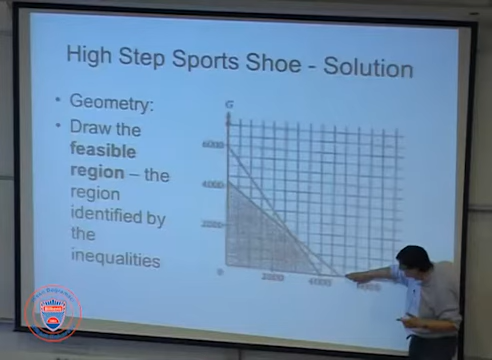 High Step Sports Shoe - Solution
• Geometry:
• Draw the
feasible
region – the
region
identified by
the
inequalities
G
6000
4000
2000
0
2000
4000
6000